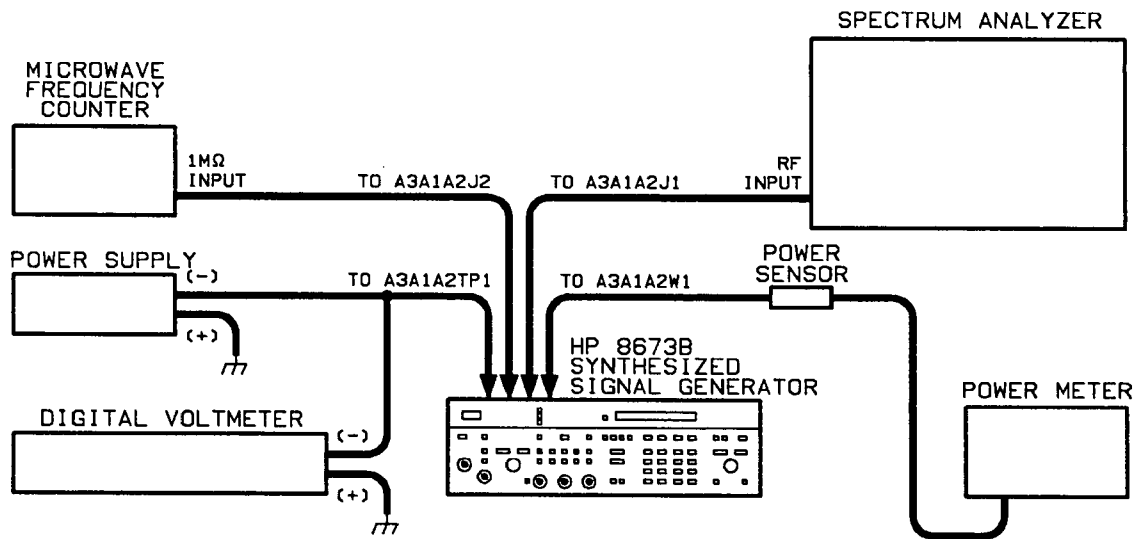 SPECTRUM ANALYZER
MICROWAVE
FREQUENCY
COUNTER
1MΩ
INPUT
TO A3A1A2J2
TO A3A1A2J1
RF
INPUT
POWER SUPPLY
(-)
(+)
TO A3A1A2TP1
TO A3A1A2W1
POWER
SENSOR
HP 8673B
SYNTHESIZED
SIGNAL GENERATOR
POWER METER
DIGITAL VOLTMETER
(-)
(+)